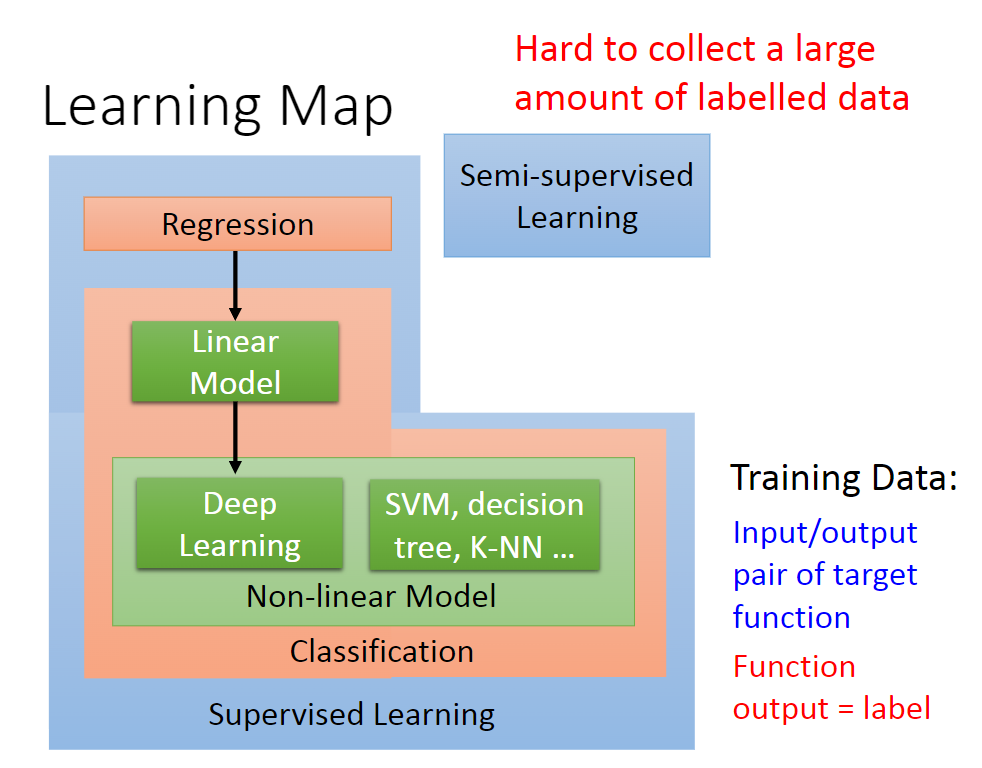 Learning Map
Hard to collect a large
amount of labelled data
Semi-supervised
Learning
Regression
Linear
Model
Deep
Learning
SVM, decision
tree, K-NN ...
Non-linear Model
Classification
Supervised Learning
Training Data:
Input/output
pair of target
function
Function
output = label